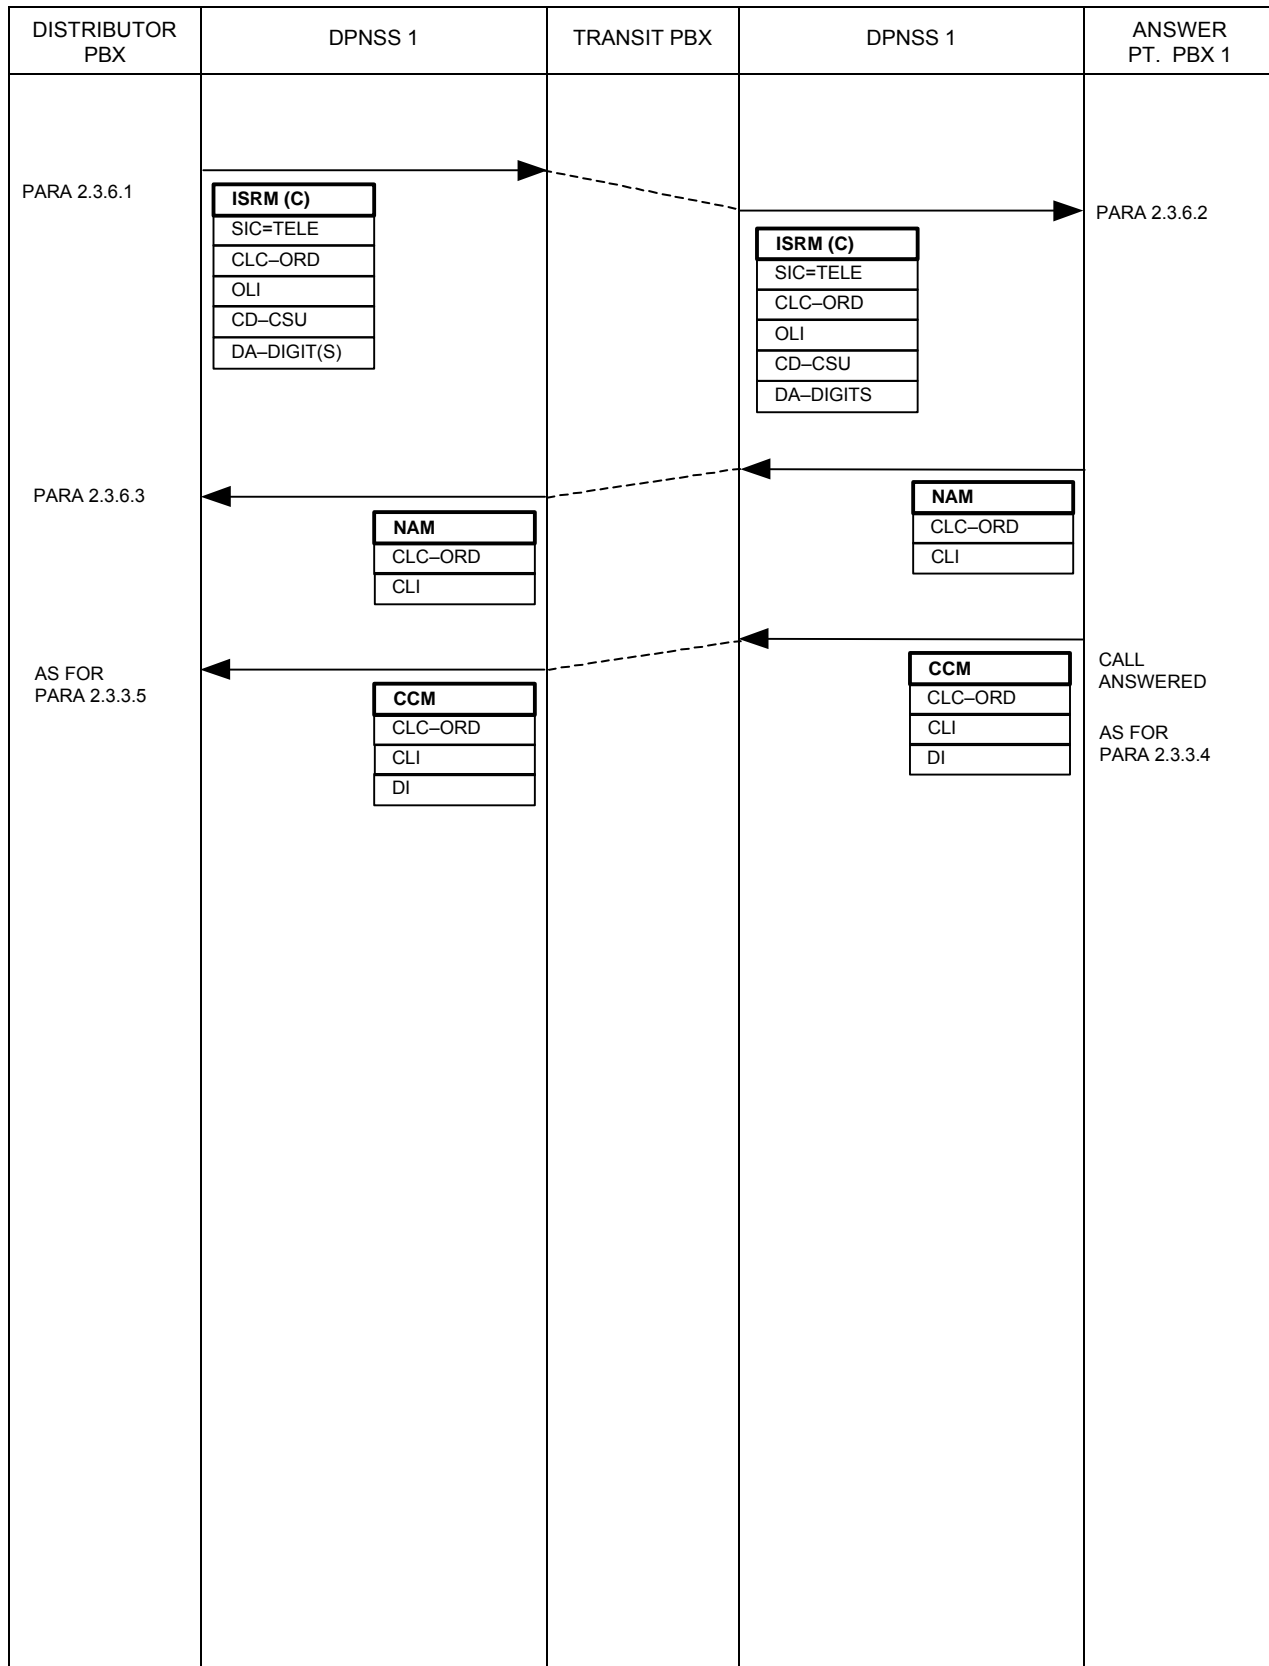 DISTRIBUTOR
PBX
DPNSS 1
TRANSIT PBX
DPNSS 1
ANSWER
PT. PBX 1
PARA 2.3.6.1
ISRM (C)
SIC=TELE
CLC–ORD
OLI
CD–CSU
DA–DIGIT(S)
PARA 2.3.6.2
ISRM (C)
SIC=TELE
CLC–ORD
OLI
CD–CSU
DA–DIGITS
PARA 2.3.6.3
NAM
CLC–ORD
CLI
NAM
CLC–ORD
CLI
AS FOR
PARA 2.3.3.5
CCM
CLC–ORD
CLI
DI
CCM
CLC–ORD
CLI
DI
CALL
ANSWERED
AS FOR
PARA 2.3.3.4